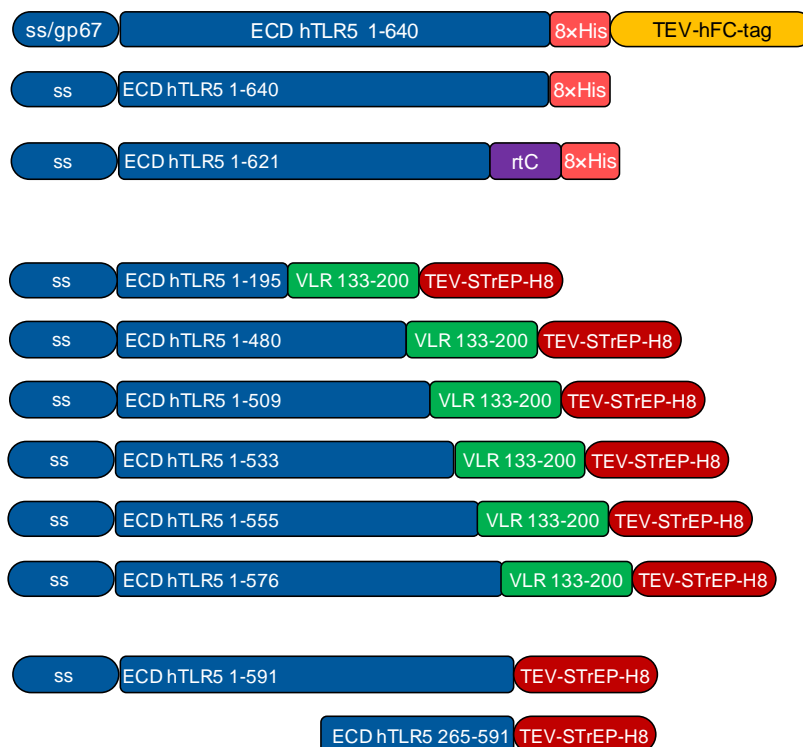 ss/gp67 ECD hTLR5 1-640 8×His TEV-hFC-tag
ss ECD hTLR5 1-640 8×His
ss ECD hTLR5 1-621 rtC 8×His
ss ECD hTLR5 1-195 VLR 133-200 TEV-STrEP-H8
ss ECD hTLR5 1-480 VLR 133-200 TEV-STrEP-H8
ss ECD hTLR5 1-509 VLR 133-200 TEV-STrEP-H8
ss ECD hTLR5 1-533 VLR 133-200 TEV-STrEP-H8
ss ECD hTLR5 1-555 VLR 133-200 TEV-STrEP-H8
ss ECD hTLR5 1-576 VLR 133-200 TEV-STrEP-H8
ss ECD hTLR5 1-591 TEV-STrEP-H8
ECD hTLR5 265-591 TEV-STrEP-H8